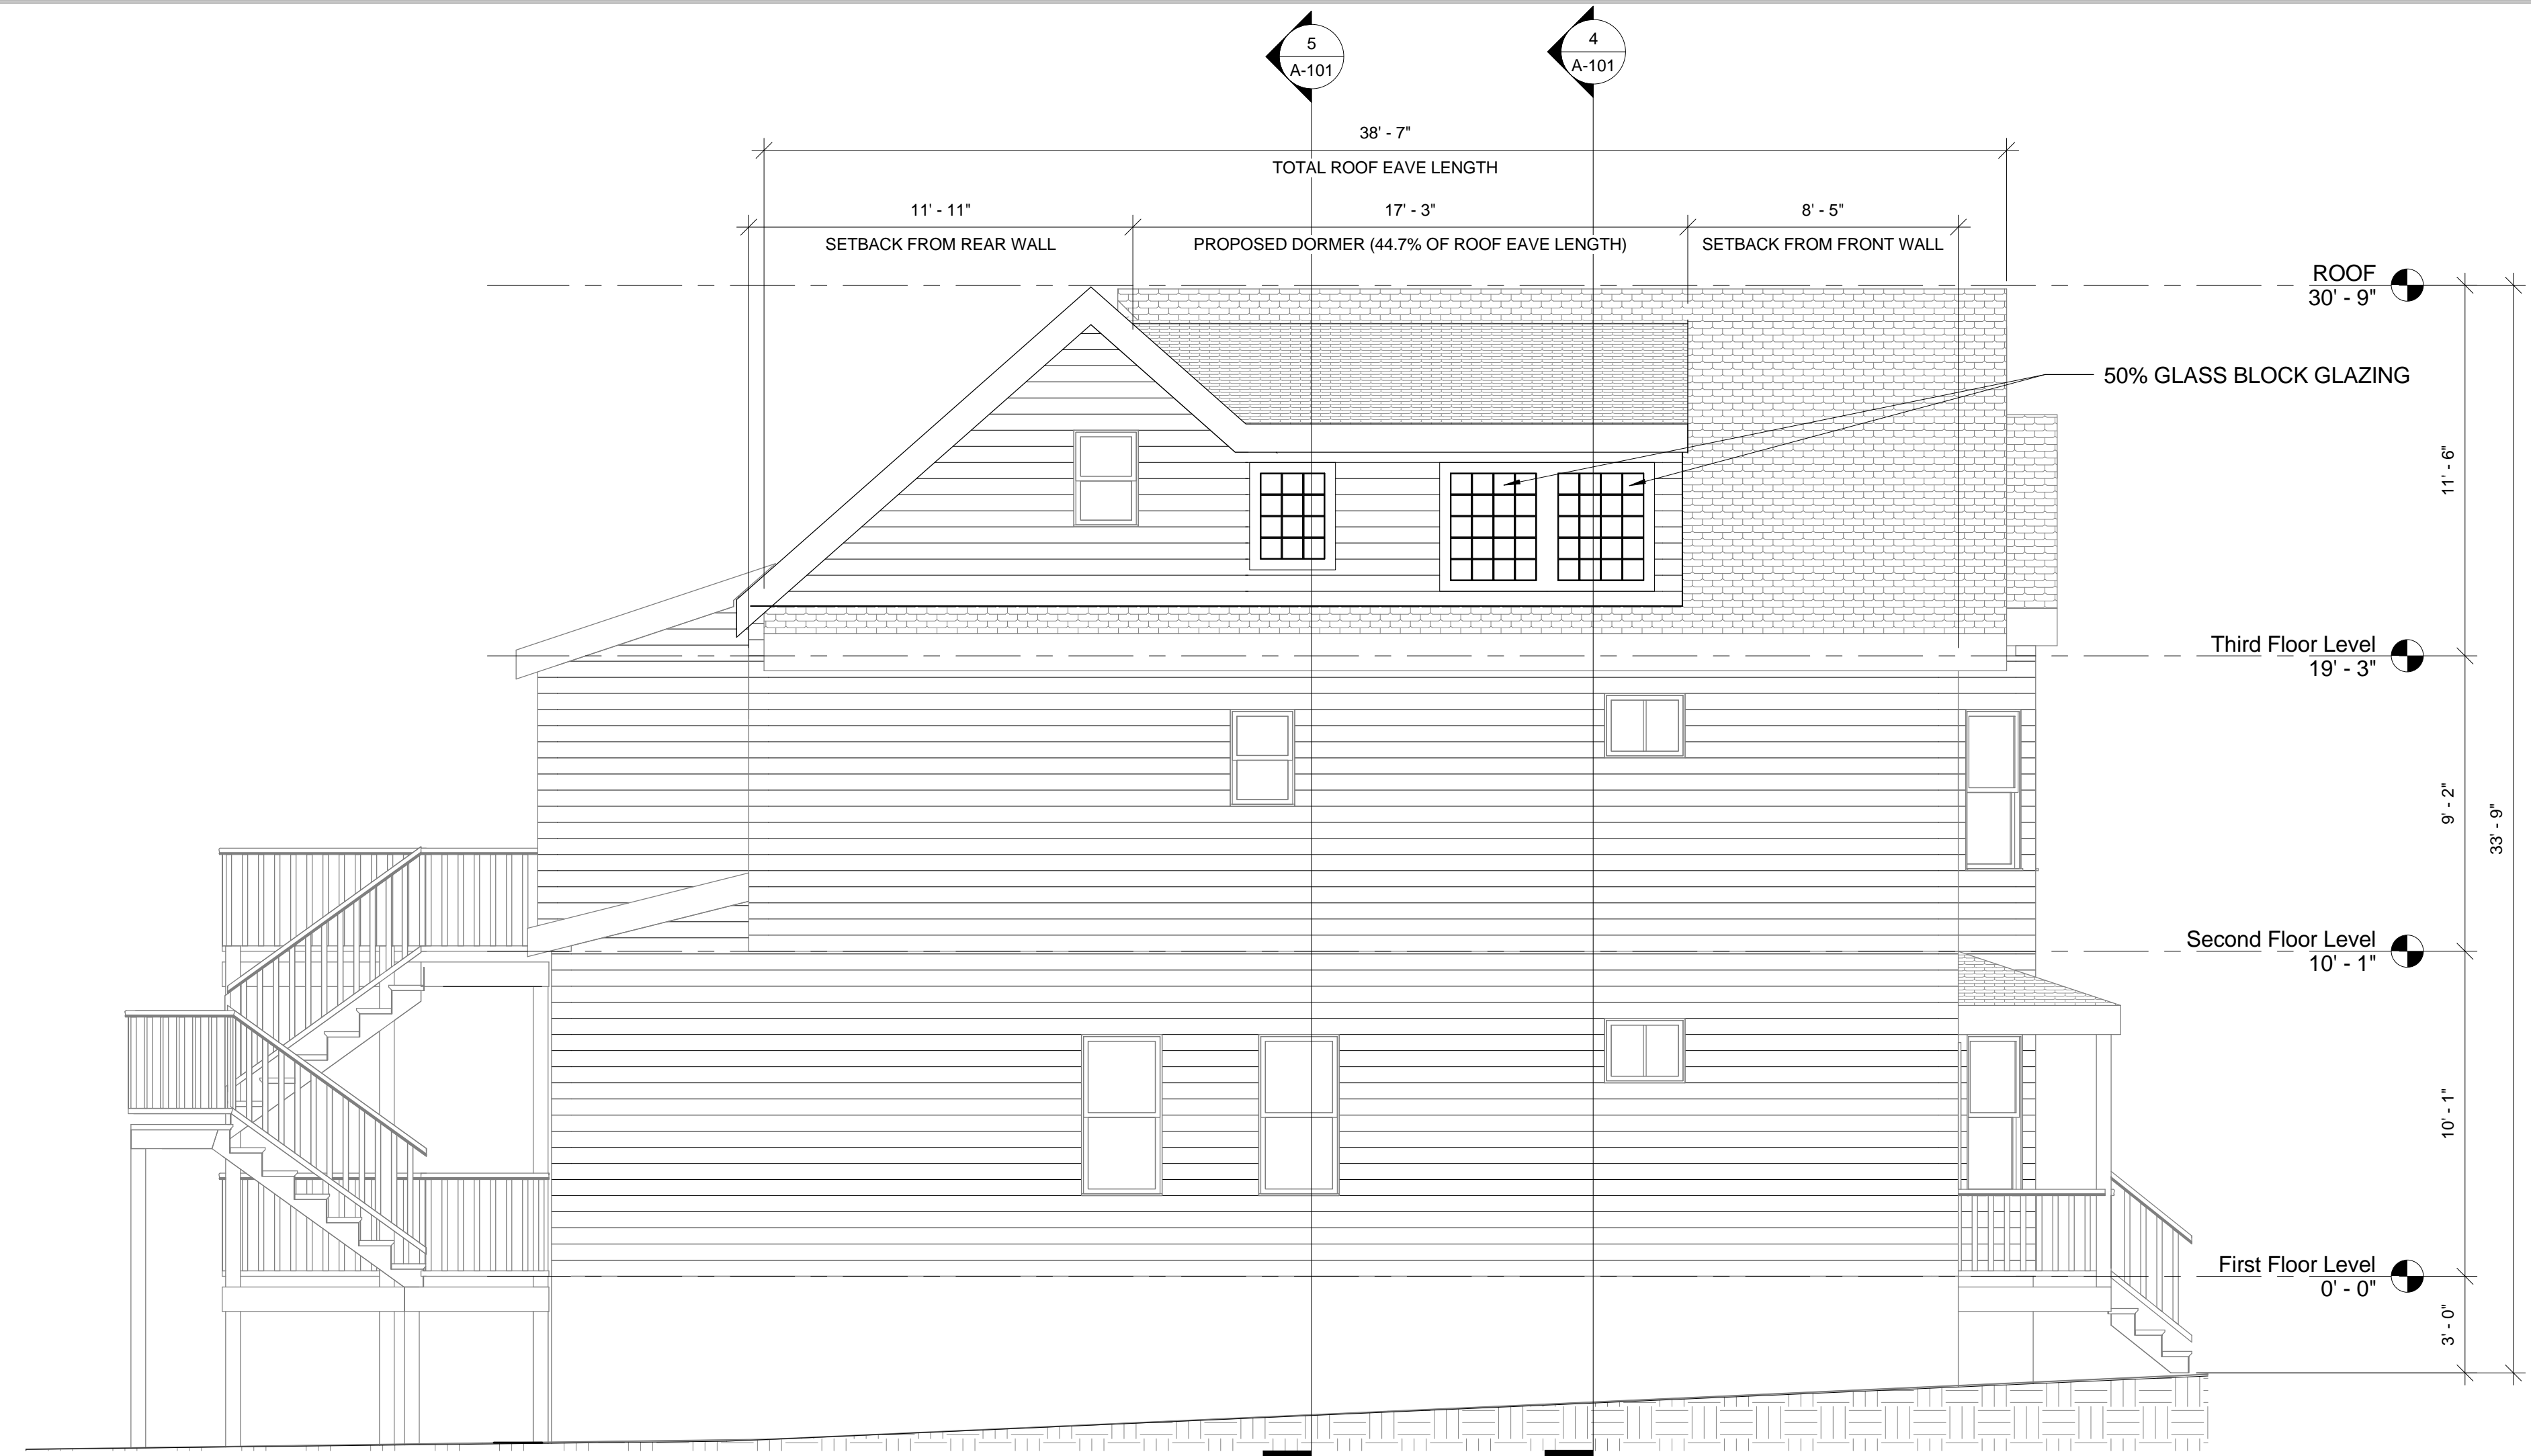 5
A-101
4
A-101
38' - 7"
TOTAL ROOF EAVE LENGTH
11' - 11"
17' - 3"
8' - 5"
SETBACK FROM REAR WALL
PROPOSED DORMER (44.7% OF ROOF EAVE LENGTH)
SETBACK FROM FRONT WALL
ROOF
30' - 9"
50% GLASS BLOCK GLAZING
11' - 6"
Third Floor Level
19' - 3"
9' - 2"
33' - 9"
Second Floor Level
10' - 1"
10' - 1"
First Floor Level
0' - 0"
3' - 0"